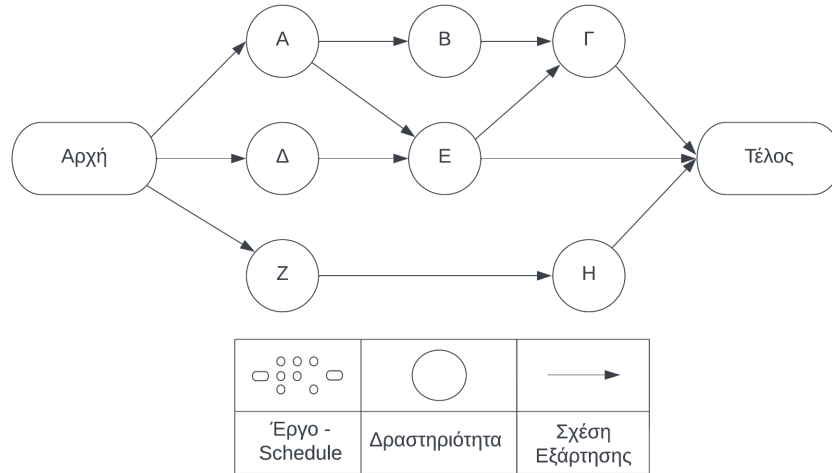 Α
Β
Γ
Αρχή
Δ
Ε
Τέλος
Ζ
Η
Έργο -
Schedule
Δραστηριότητα
Σχέση
Εξάρτησης